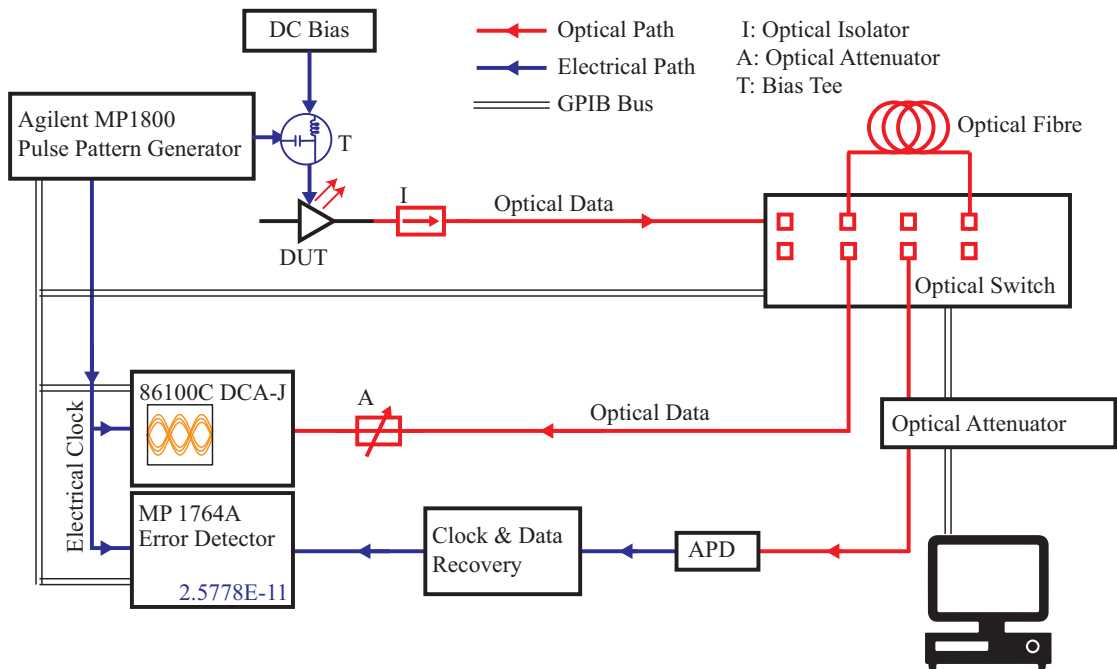 DC Bias
Optical Path
Electrical Path
GPIB Bus
I: Optical Isolator
A: Optical Attenuator
T: Bias Tee
Agilent MP1800
Pulse Pattern Generator
T
Optical Fibre
I
Optical Data
DUT
Optical Switch
86100C DCA-J
A
Optical Data
Optical Attenuator
Electrical Clock
MP 1764A
Error Detector
2.5778E-11
Clock & Data
Recovery
APD